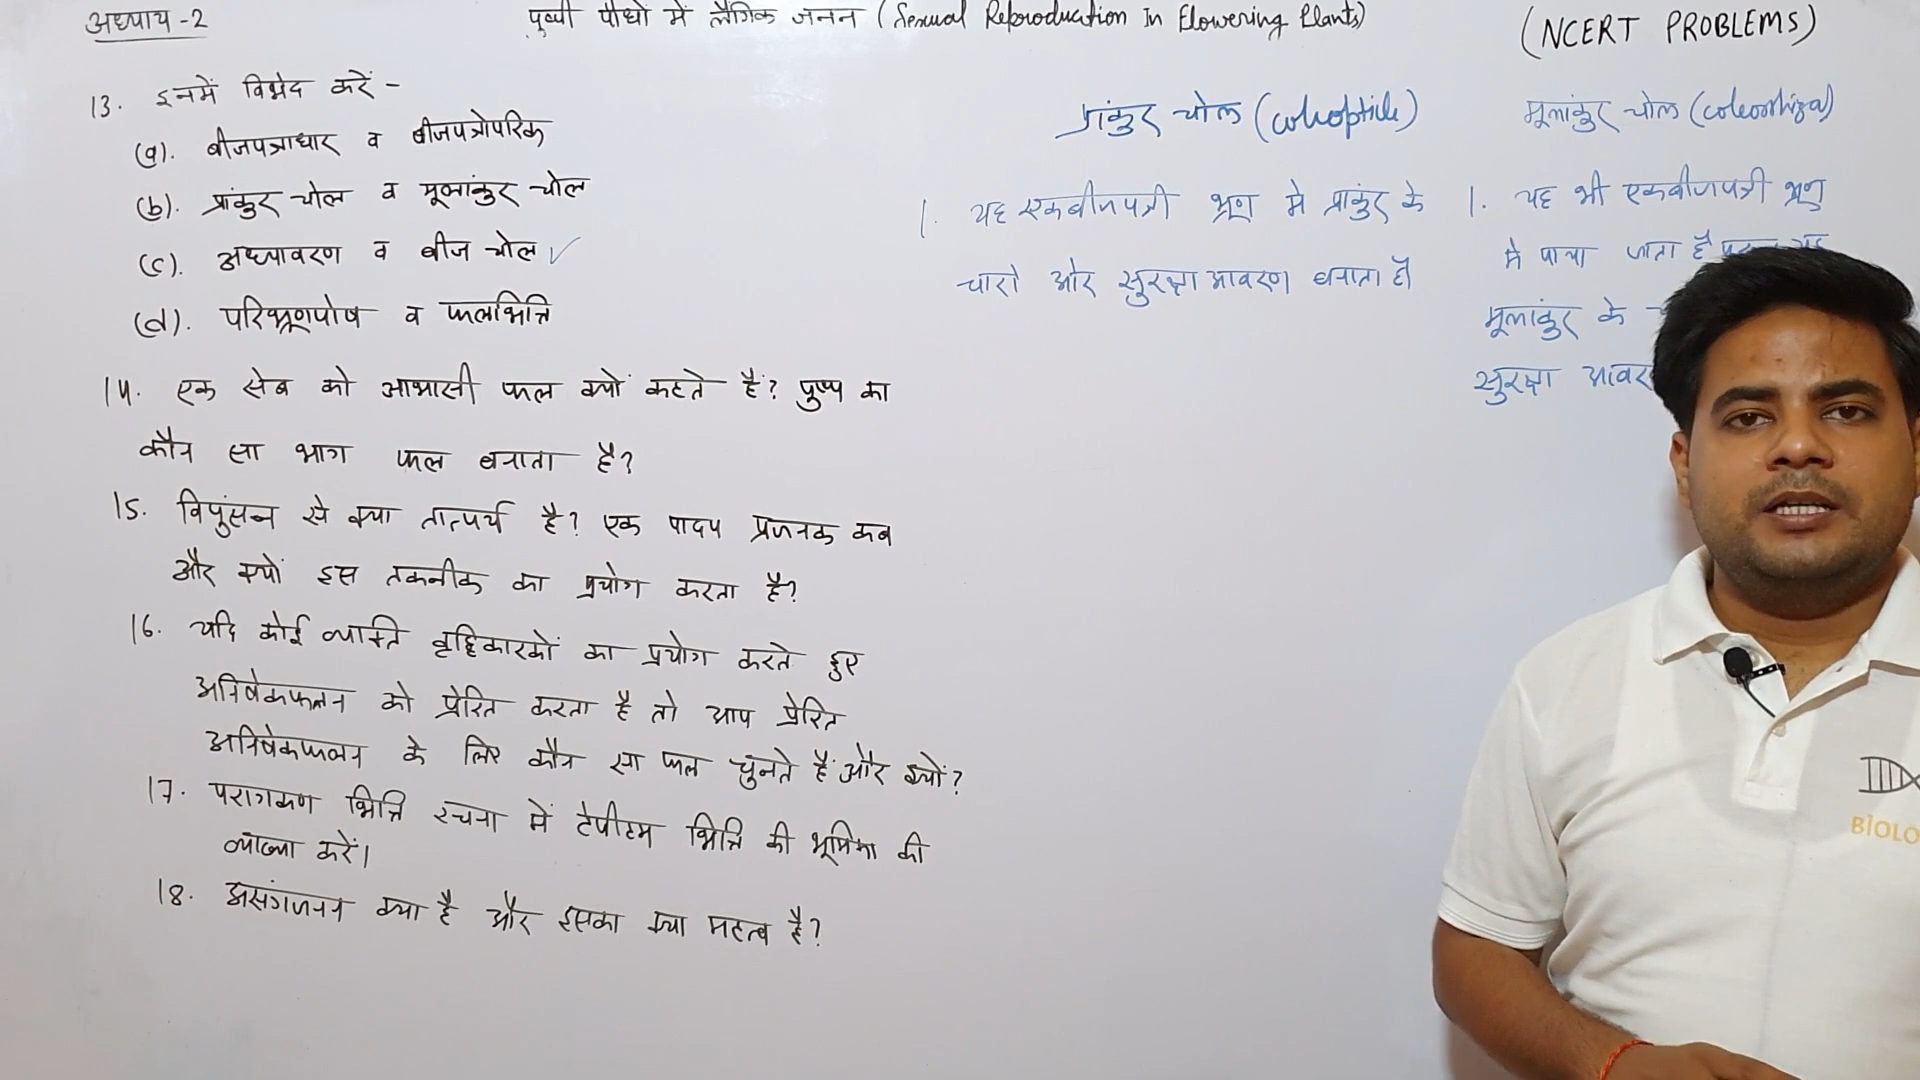 अध्याय -2
पुष्पी पौधों में लैंगिक जनन (Sexual Reproduction In Flowering Plants)
(NCERT PROBLEMS)
13. इनमें विभेद करें -
(a). बीजपत्राधार व बीजपत्रोपरिक
(b). प्रांकुर चोल व मूलांकुर चोल
(c). अध्यावरण व बीज चोल ✓
(d). परिभ्रूणपोष व फलभित्ति
14. एक सेब को आभासी फल क्यों कहते हैं? पुष्प का
कौन सा भाग फल बनाता है?
15. विपुंसन से क्या तात्पर्य है? एक पादप प्रजनक कब
और क्यों इस तकनीक का प्रयोग करता है?
16. यदि कोई व्यक्ति वृद्धिकारकों का प्रयोग करते हुए
अनिषेकफलन को प्रेरित करता है तो आप प्रेरित
अनिषेकफलन के लिए कौन सा फल चुनते हैं और क्यों?
17. परागकण भित्ति रचना में टेपीटम भित्ति की भूमिका की
व्याख्या करें।
18. असंगजनन क्या है और इसका क्या महत्व है?
प्रांकुर चोल (coleoptile)
1. यह एकबीजपत्री भ्रूण मे प्रांकुर के
चारो ओर सुरक्षा आवरण बनाता है
मूलांकुर चोल (coleorhiza)
1. यह भी एकबीजपत्री भ्रूण
मे पाया जाता है
मूलांकुर के
सुरक्षा
BIOLO